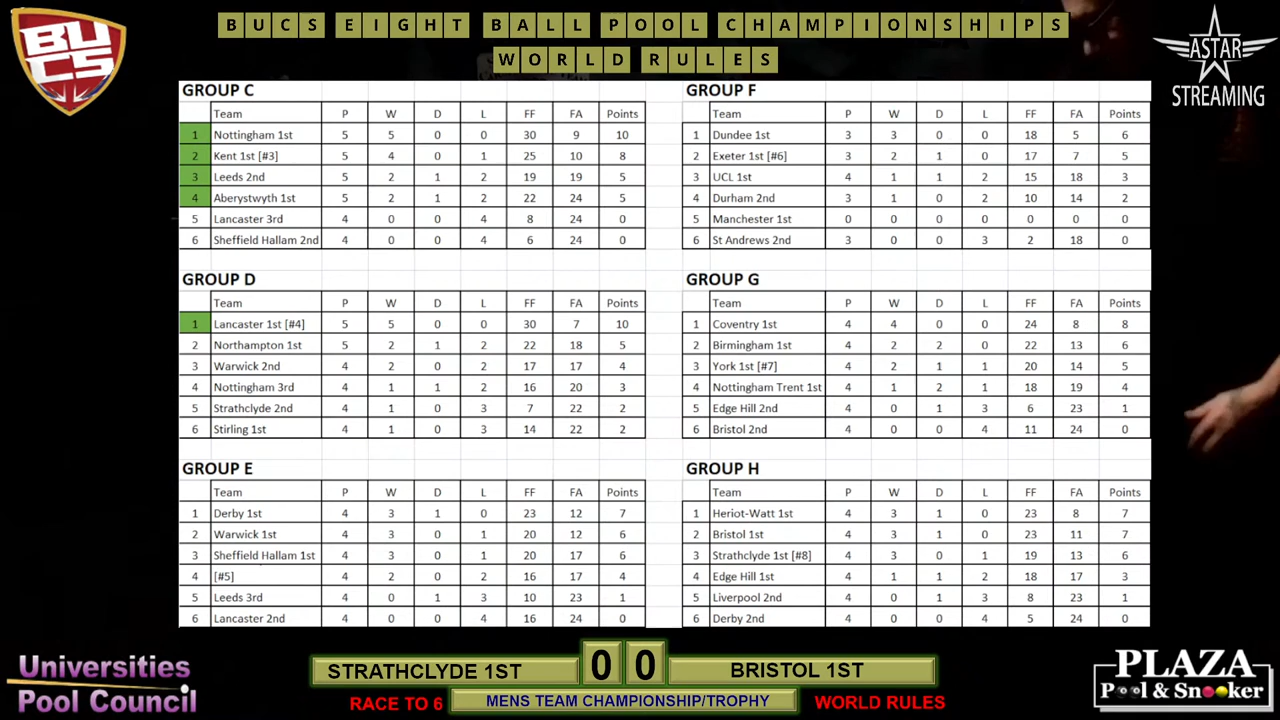 BUCS EIGHT BALL POOL CHAMPIONSHIPS
WORLD RULES
BUCS
ASTAR
STREAMING
GROUP C
Team P W D L FF FA Points
1 Nottingham 1st 5 5 0 0 30 9 10
2 Kent 1st [#3] 5 4 0 1 25 10 8
3 Leeds 2nd 5 2 1 2 19 19 5
4 Aberystwyth 1st 5 2 1 2 22 24 5
5 Lancaster 3rd 4 0 0 4 8 24 0
6 Sheffield Hallam 2nd 4 0 0 4 6 24 0
GROUP D
Team P W D L FF FA Points
1 Lancaster 1st [#4] 5 5 0 0 30 7 10
2 Northampton 1st 5 2 1 2 22 18 5
3 Warwick 2nd 4 2 0 2 17 17 4
4 Nottingham 3rd 4 1 1 2 16 20 3
5 Strathclyde 2nd 4 1 0 3 7 22 2
6 Stirling 1st 4 1 0 3 14 22 2
GROUP E
Team P W D L FF FA Points
1 Derby 1st 4 3 1 0 23 12 7
2 Warwick 1st 4 3 0 1 20 12 6
3 Sheffield Hallam 1st 4 3 0 1 20 17 6
4 [#5] 4 2 0 2 16 17 4
5 Leeds 3rd 4 0 1 3 10 23 1
6 Lancaster 2nd 4 0 0 4 16 24 0
GROUP F
Team P W D L FF FA Points
1 Dundee 1st 3 3 0 0 18 5 6
2 Exeter 1st [#6] 3 2 1 0 17 7 5
3 UCL 1st 4 1 1 2 15 18 3
4 Durham 2nd 3 1 0 2 10 14 2
5 Manchester 1st 0 0 0 0 0 0 0
6 St Andrews 2nd 3 0 0 3 2 18 0
GROUP G
Team P W D L FF FA Points
1 Coventry 1st 4 4 0 0 24 8 8
2 Birmingham 1st 4 2 2 0 22 13 6
3 York 1st [#7] 4 2 1 1 20 14 5
4 Nottingham Trent 1st 4 1 2 1 18 19 4
5 Edge Hill 2nd 4 0 1 3 6 23 1
6 Bristol 2nd 4 0 0 4 11 24 0
GROUP H
Team P W D L FF FA Points
1 Heriot-Watt 1st 4 3 1 0 23 8 7
2 Bristol 1st 4 3 1 0 23 11 7
3 Strathclyde 1st [#8] 4 3 0 1 19 13 6
4 Edge Hill 1st 4 1 1 2 18 17 3
5 Liverpool 2nd 4 0 1 3 8 23 1
6 Derby 2nd 4 0 0 4 5 24 0
Universities
Pool Council
STRATHCLYDE 1ST 0 0 BRISTOL 1ST
RACE TO 6 MENS TEAM CHAMPIONSHIP/TROPHY WORLD RULES
PLAZA
Pool & Snooker